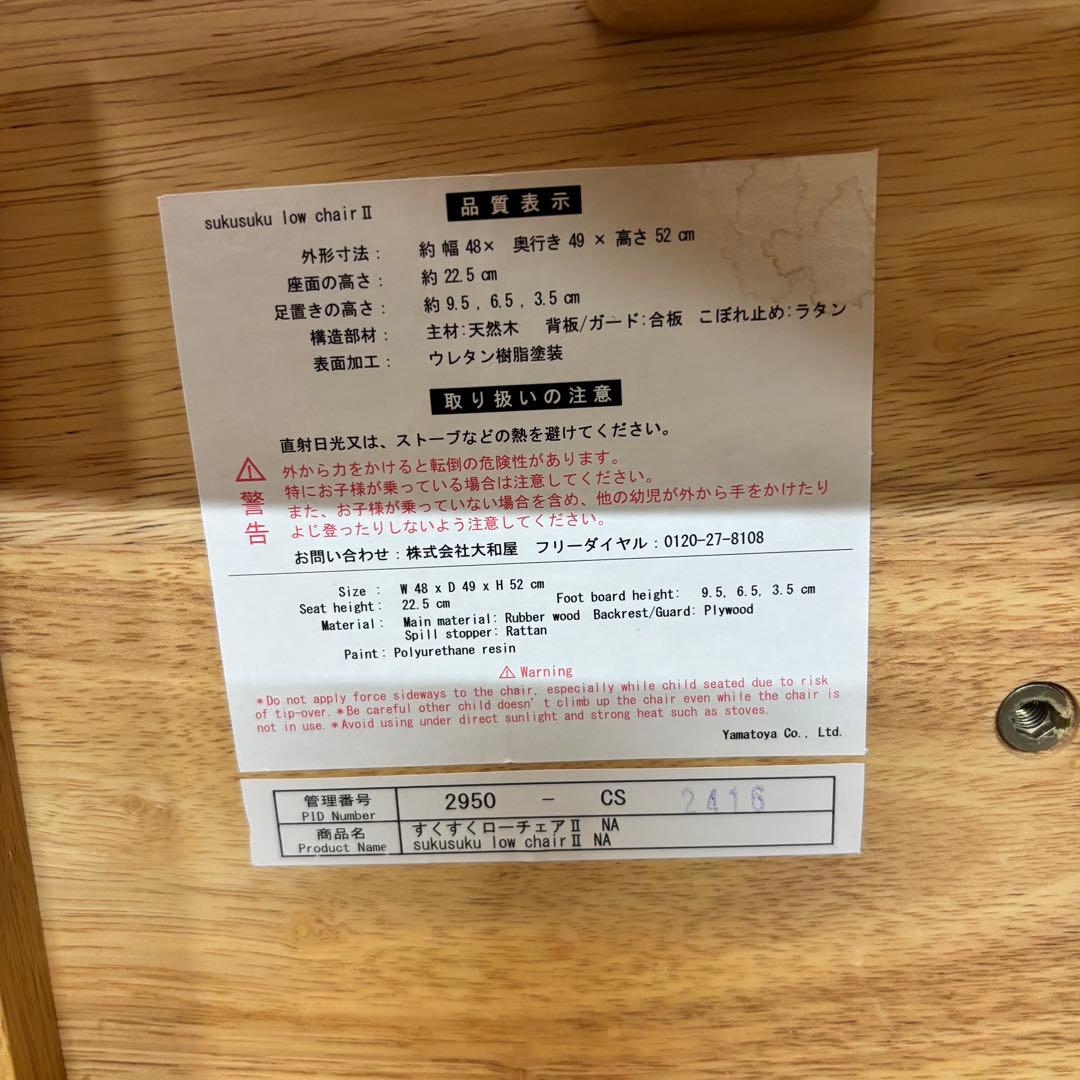 sukusuku low chairⅡ 品質表示
外形寸法： 約 幅 48× 奥行き 49 × 高さ 52 ㎝
座面の高さ： 約 22.5 ㎝
足置きの高さ： 約 9.5 , 6.5 , 3.5 ㎝
構造部材： 主材:天然木 背板/ガード:合板 こぼれ止め:ラタン
表面加工： ウレタン樹脂塗装
取り扱いの注意
直射日光又は、ストーブなどの熱を避けてください。
⚠警告 外から力をかけると転倒の危険性があります。
特にお子様が乗っている場合は注意してください。
また、お子様が乗っていない場合を含め、他の幼児が外から手をかけたり
よじ登ったりしないよう注意してください。
お問い合わせ：株式会社大和屋 フリーダイヤル：0120-27-8108
Size : W 48 x D 49 x H 52 cm
Seat height: 22.5 cm Foot board height: 9.5, 6.5, 3.5 cm
Material: Main material: Rubber wood Backrest/Guard: Plywood
Spill stopper: Rattan
Paint: Polyurethane resin
⚠ Warning
*Do not apply force sideways to the chair, especially while child seated due to risk
of tip-over. *Be careful other child doesn't climb up the chair even while the chair is
not in use. *Avoid using under direct sunlight and strong heat such as stoves.
Yamatoya Co., Ltd.
管理番号 2950 - CS 2416
PID Number
商品名 すくすくローチェアⅡ NA
Product Name sukusuku low chairⅡ NA